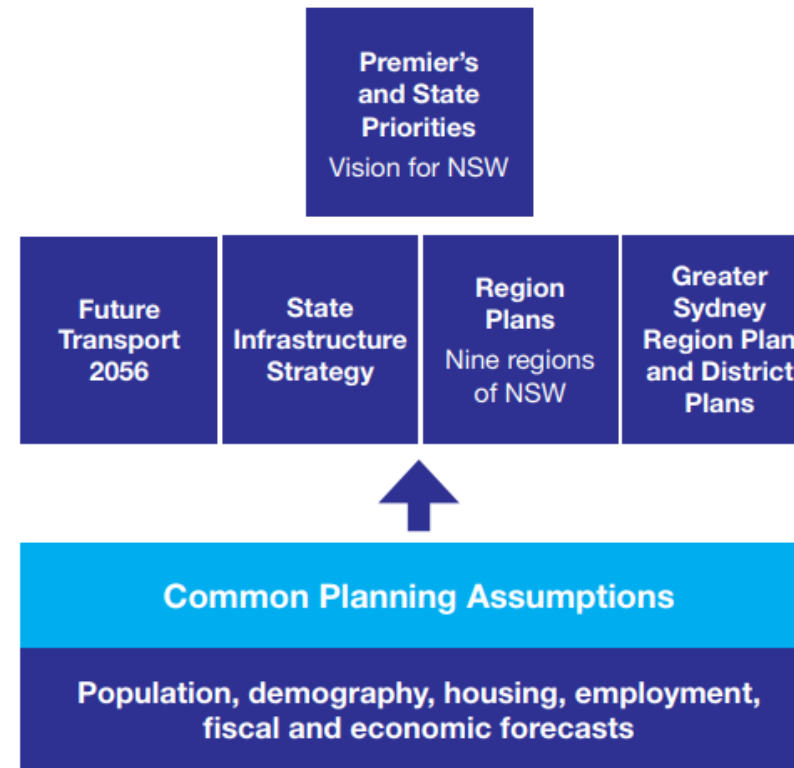 Premier’s
and State
Priorities
Vision for NSW
Future
Transport
2056
State
Infrastructure
Strategy
Region
Plans
Nine regions
of NSW
Greater
Sydney
Region Plan
and District
Plans
Common Planning Assumptions
Population, demography, housing, employment,
fiscal and economic forecasts